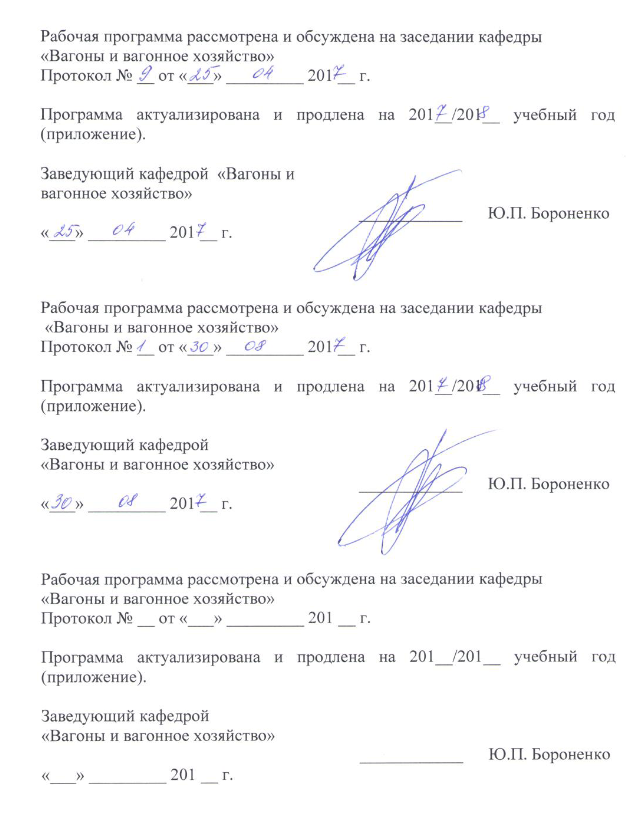 Рабочая программа рассмотрена и обсуждена на заседании кафедры
«Вагоны и вагонное хозяйство»
Протокол № 9 от «25» 04 2017 г.
Программа актуализирована и продлена на 2017/2018 учебный год
(приложение).
Заведующий кафедрой «Вагоны и
вагонное хозяйство»
Ю.П. Бороненко
«25» 04 2017 г.
Рабочая программа рассмотрена и обсуждена на заседании кафедры
«Вагоны и вагонное хозяйство»
Протокол № 1 от «30» 08 2017 г.
Программа актуализирована и продлена на 2017/2018 учебный год
(приложение).
Заведующий кафедрой
«Вагоны и вагонное хозяйство»
Ю.П. Бороненко
«30» 08 2017 г.
Рабочая программа рассмотрена и обсуждена на заседании кафедры
«Вагоны и вагонное хозяйство»
Протокол № __ от «___» _________ 201 __ г.
Программа актуализирована и продлена на 201__/201__ учебный год
(приложение).
Заведующий кафедрой
«Вагоны и вагонное хозяйство»
____________ Ю.П. Бороненко
«___» _________ 201 __ г.